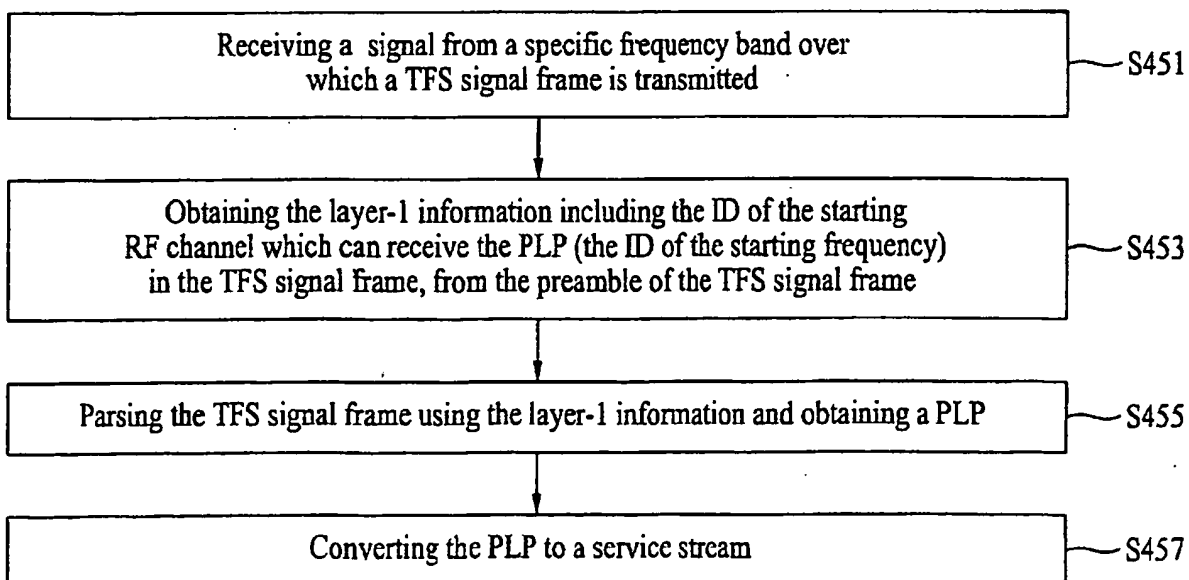 Receiving a signal from a specific frequency band over
which a TFS signal frame is transmitted
S451
Obtaining the layer-1 information including the ID of the starting
RF channel which can receive the PLP (the ID of the starting frequency)
in the TFS signal frame, from the preamble of the TFS signal frame
S453
Parsing the TFS signal frame using the layer-1 information and obtaining a PLP
S455
Converting the PLP to a service stream
S457